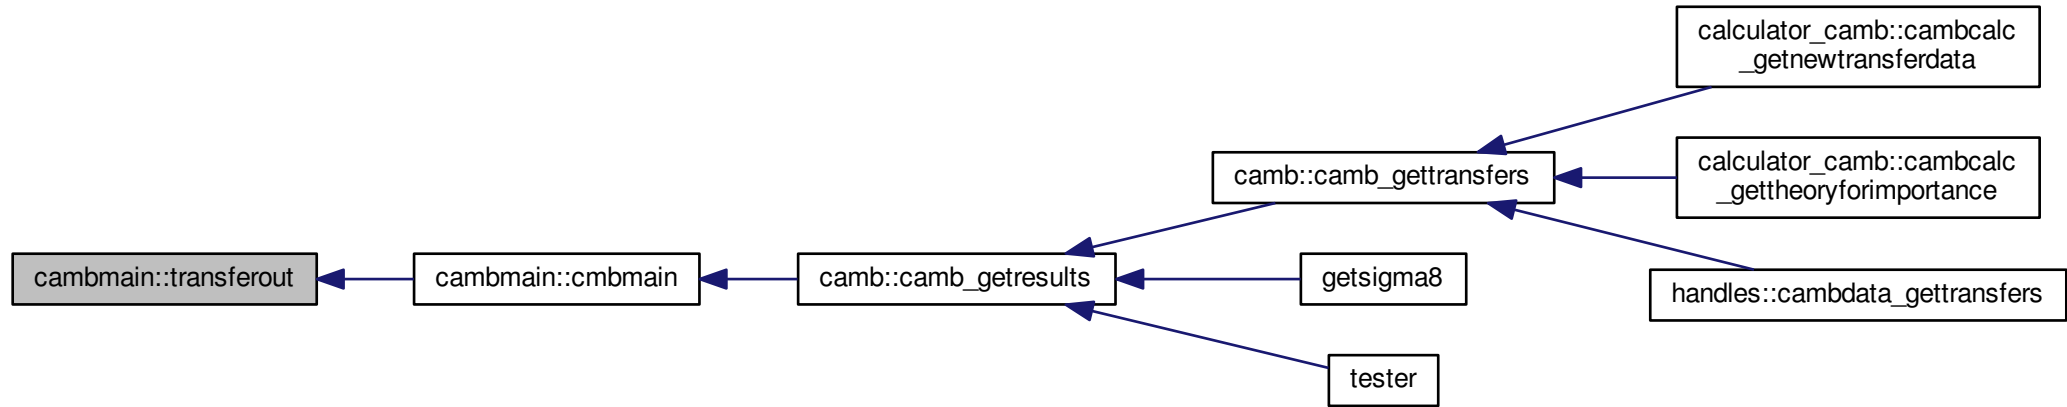 calculator_camb::cambcalc
_getnewtransferdata
calculator_camb::cambcalc
_gettheoryforimportance
camb::camb_gettransfers
cambmain::transferout
cambmain::cmbmain
camb::camb_getresults
getsigma8
handles::cambdata_gettransfers
tester